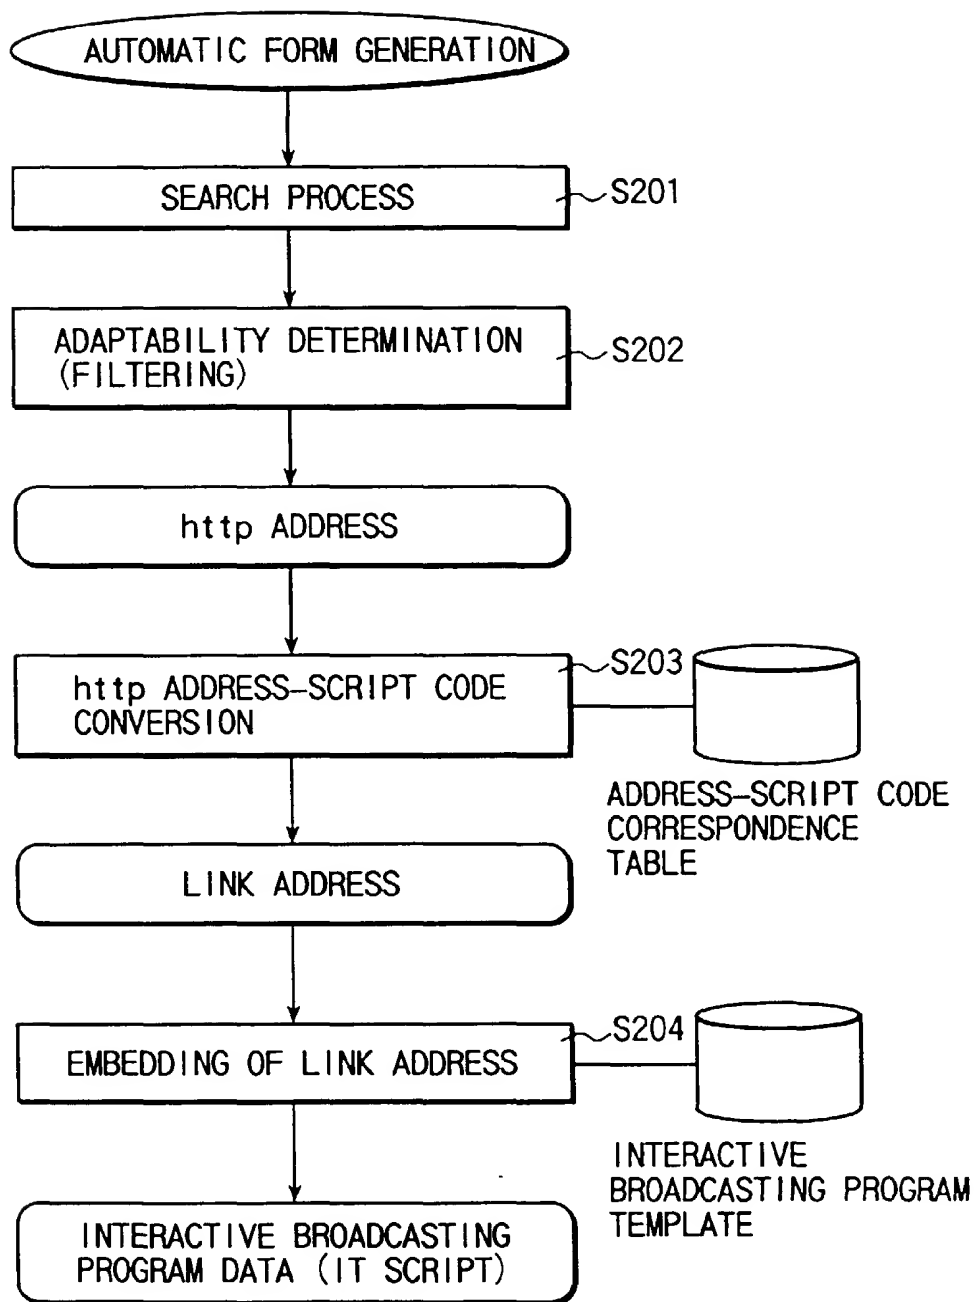 AUTOMATIC FORM GENERATION
SEARCH PROCESS
S201
ADAPTABILITY DETERMINATION
(FILTERING)
S202
http ADDRESS
http ADDRESS–SCRIPT CODE
CONVERSION
S203
ADDRESS–SCRIPT CODE
CORRESPONDENCE
TABLE
LINK ADDRESS
EMBEDDING OF LINK ADDRESS
S204
INTERACTIVE
BROADCASTING PROGRAM
TEMPLATE
INTERACTIVE BROADCASTING
PROGRAM DATA (IT SCRIPT)